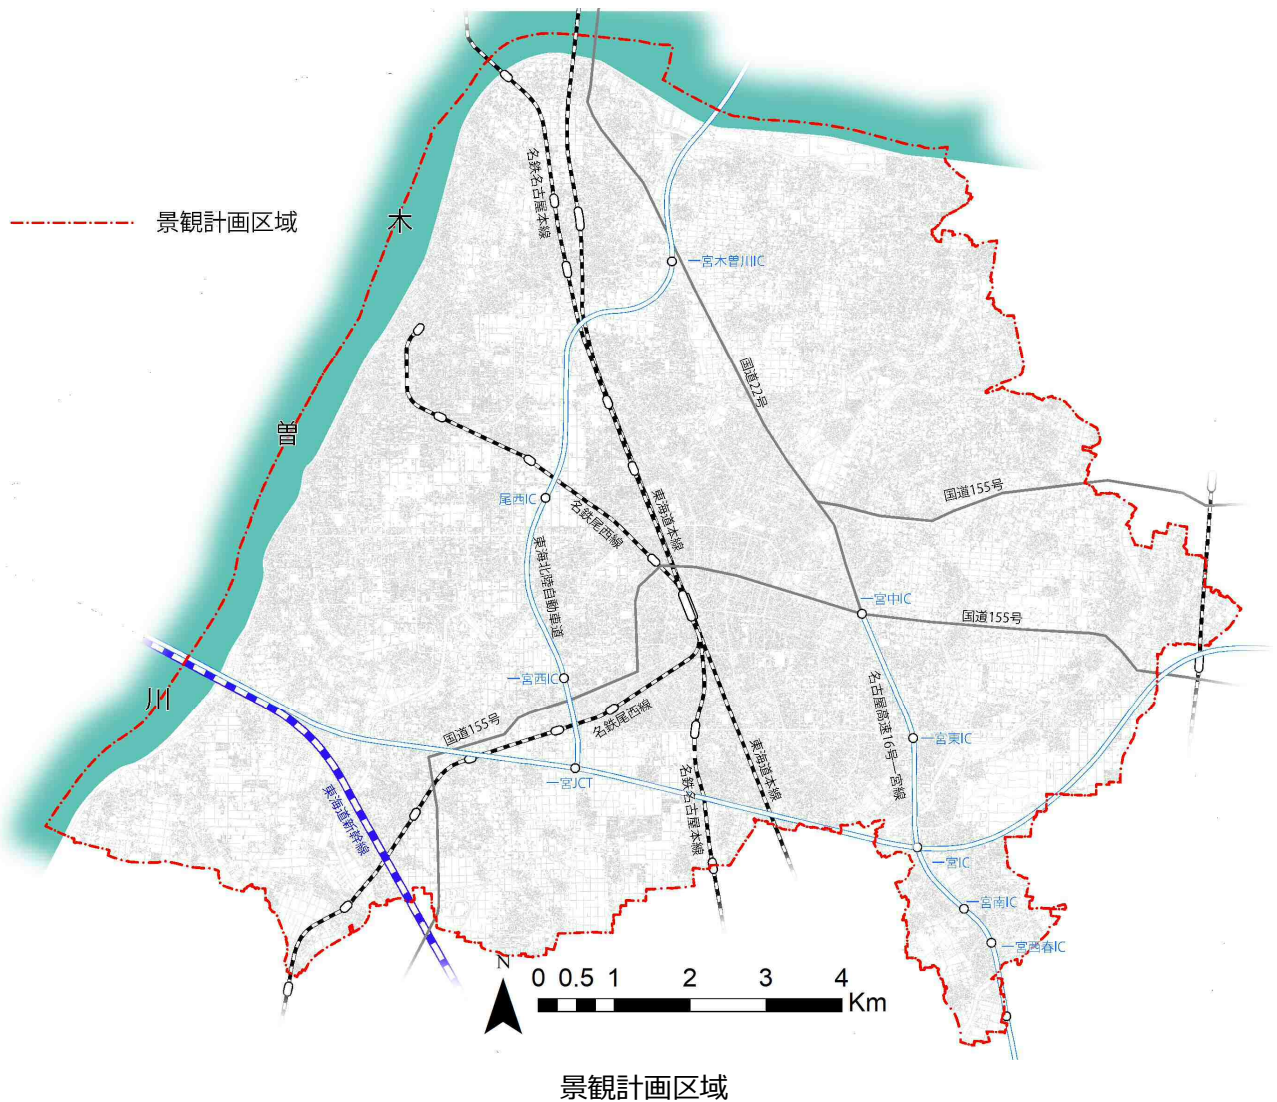 名鉄名古屋本線
木
景観計画区域
一宮木曽川IC
国道22号
曽
国道155号
尾西IC
東海道本線
名鉄尾西線
東海北陸自動車道
一宮中IC
国道155号
一宮西IC
川
名古屋高速16号一宮線
名鉄尾西線
国道155号
一宮東IC
東海道本線
名鉄名古屋本線
一宮JCT
東海道新幹線
一宮IC
一宮南IC
一宮西春IC
N
0 0.5 1 2 3 4
Km
景観計画区域